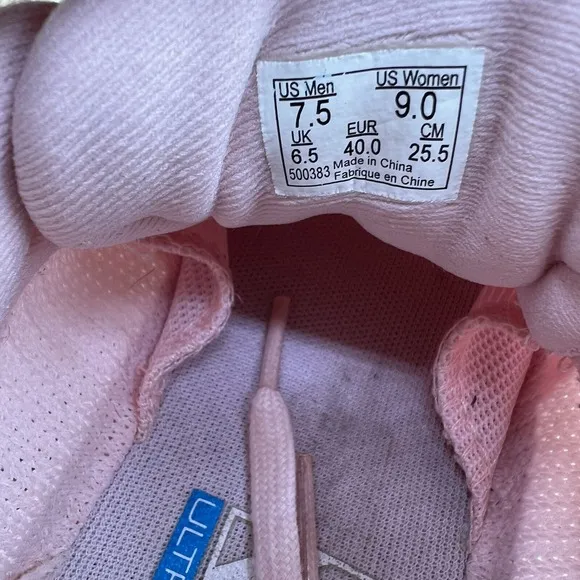 US Men US Women
7.5 9.0
UK EUR CM
6.5 40.0 25.5
500383 Made in China
Fabrique en Chine